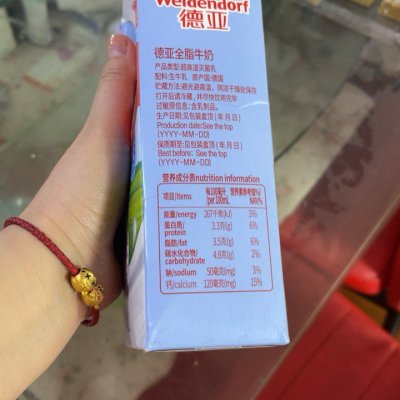 Weidendorf
德亚
德亚全脂牛奶
产品类型:超高温灭菌乳
配料:生牛乳 原产国:德国
贮藏方法:避光避高温，阴凉干燥处保存
打开后请冷藏，并尽快饮用完毕
过敏原信息:含乳制品。
生产日期:见包装盒顶(年月日)
Production date:See the top
(YYYY-MM-DD)
保质期至:见包装盒顶(年月日)
Best before: See the top
(YYYY-MM-DD)
营养成分表nutrition information
项目/Items 每100毫升 per 100mL 营养素参考值% NRV%
能量/energy 267千焦(kJ) 3%
蛋白质/protein 3.3克(g) 6%
脂肪/fat 3.5克(g) 6%
碳水化合物/carbohydrate 4.8克(g) 2%
钠/sodium 50毫克(mg) 3%
钙/calcium 120毫克(mg) 15%